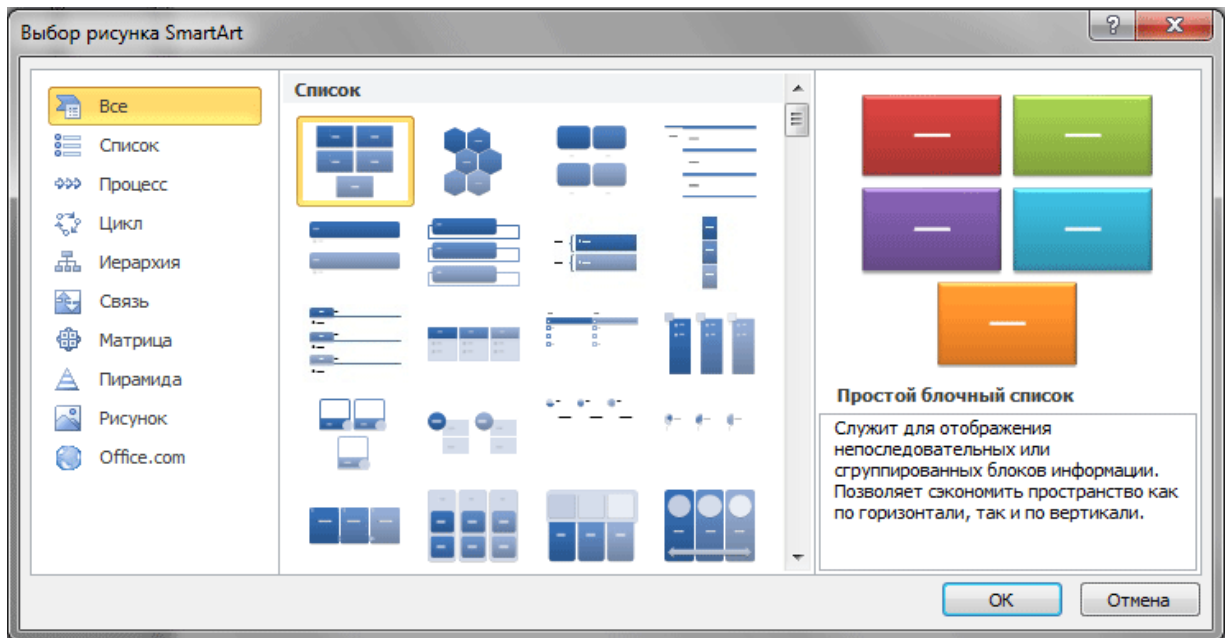 Выбор рисунка SmartArt
Все
Список
Процесс
Цикл
Иерархия
Связь
Матрица
Пирамида
Рисунок
Office.com
Список
Простой блочный список
Служит для отображения
непоследовательных или
сгруппированных блоков информации.
Позволяет сэкономить пространство как
по горизонтали, так и по вертикали.
ОК
Отмена